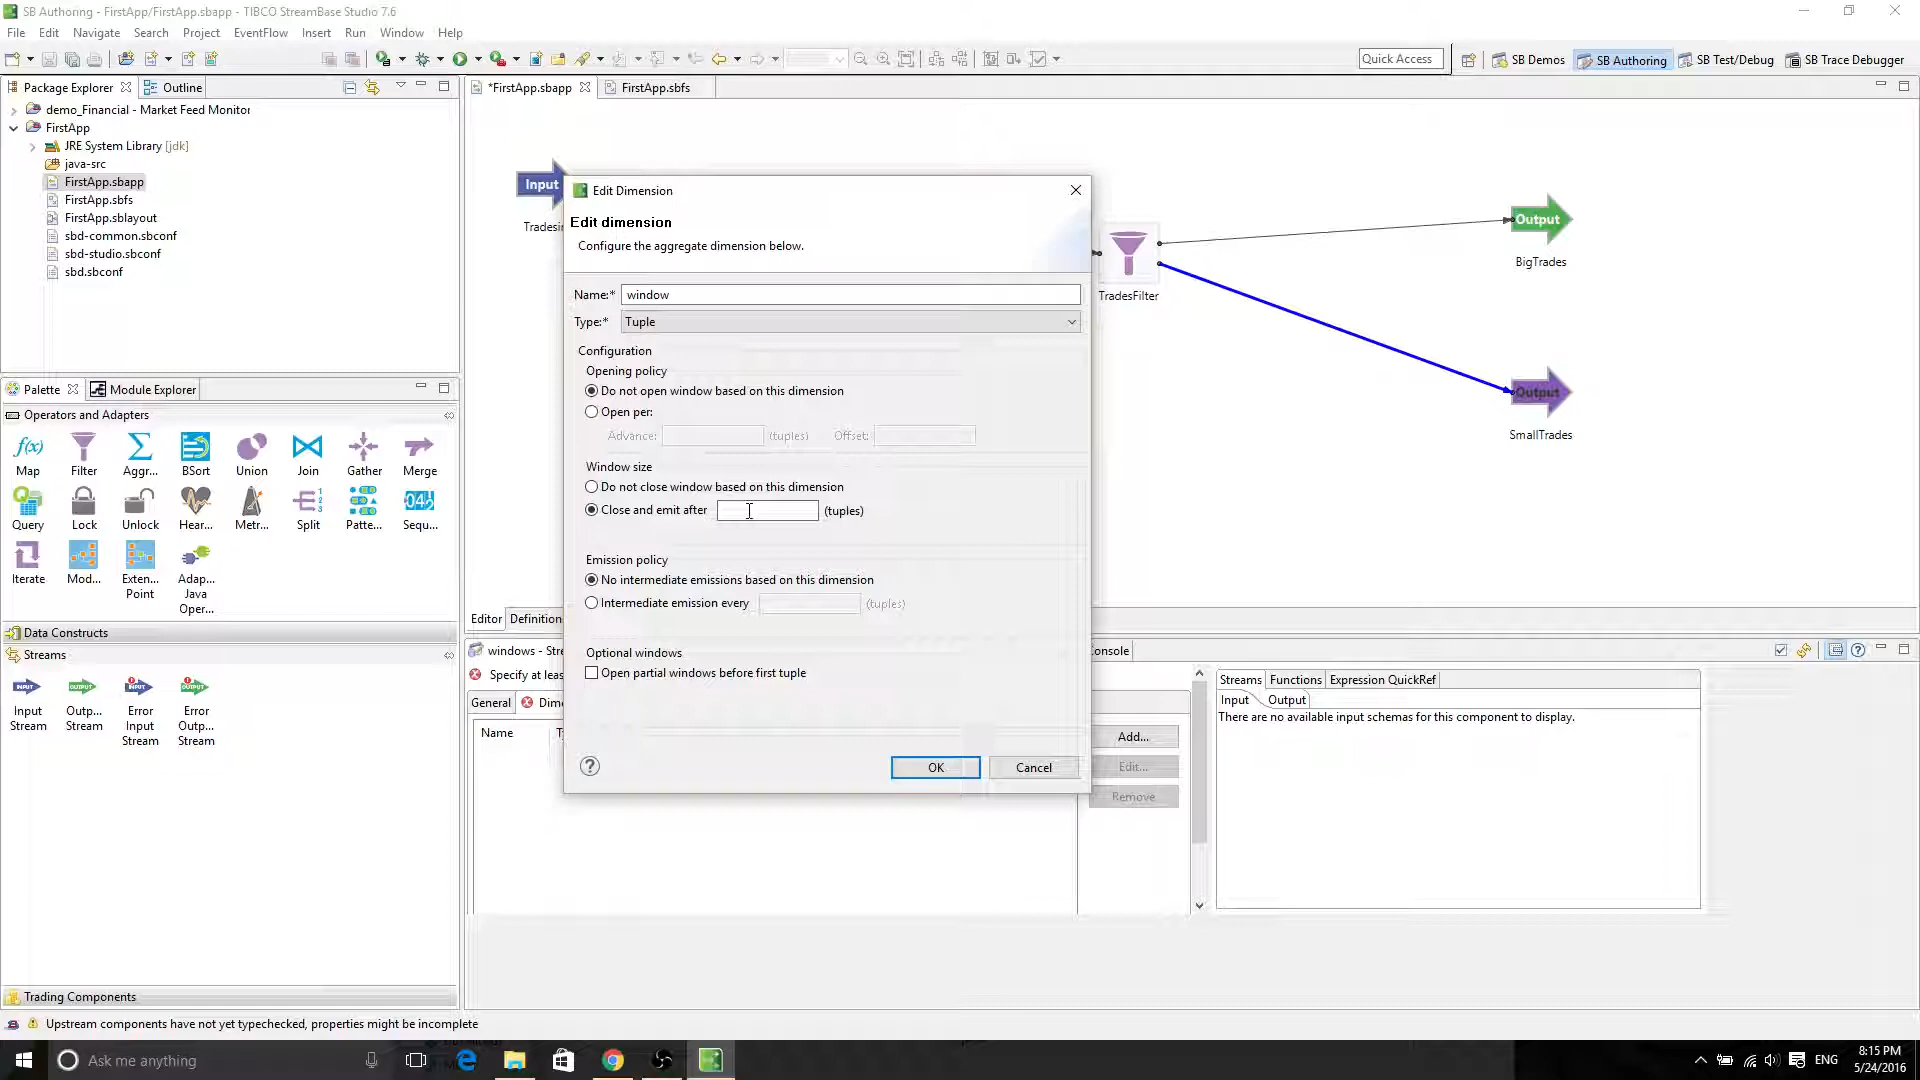 SB Authoring - FirstApp/FirstApp.sbapp - TIBCO StreamBase Studio 7.6
File Edit Navigate Search Project EventFlow Insert Run Window Help
Quick Access
SB Demos
SB Authoring
SB Test/Debug
SB Trace Debugger
Package Explorer
Outline
demo_Financial - Market Feed Monitor
FirstApp
JRE System Library [jdk]
java-src
FirstApp.sbapp
FirstApp.sbfs
FirstApp.sblayout
sbd-common.sbconf
sbd-studio.sbconf
sbd.sbconf
*FirstApp.sbapp
FirstApp.sbfs
Input
TradesFilter
Output
BigTrades
Output
SmallTrades
Edit Dimension
Edit dimension
Configure the aggregate dimension below.
Name:* window
Type:* Tuple
Configuration
Opening policy
Do not open window based on this dimension
Open per:
Advance: (tuples) Offset:
Window size
Do not close window based on this dimension
Close and emit after (tuples)
Emission policy
No intermediate emissions based on this dimension
Intermediate emission every (tuples)
Optional windows
Open partial windows before first tuple
OK
Cancel
Palette
Module Explorer
Operators and Adapters
f(x)
Map
Filter
Aggr...
BSort
Union
Join
Gather
Merge
Query
Lock
Unlock
Hear...
Metr...
Split
Patte...
Sequ...
Iterate
Mod...
Exten...
Point
Adap...
Java
Oper...
Data Constructs
Streams
Input
Stream
Outp...
Stream
Error
Input
Stream
Error
Outp...
Stream
Trading Components
Editor
Definition
windows - Stre
onsole
Specify at leas
General
Dime
Name
Add...
Edit...
Remove
Streams
Functions
Expression QuickRef
Input
Output
There are no available input schemas for this component to display.
Upstream components have not yet typechecked, properties might be incomplete
Ask me anything
ENG
8:15 PM
5/24/2016